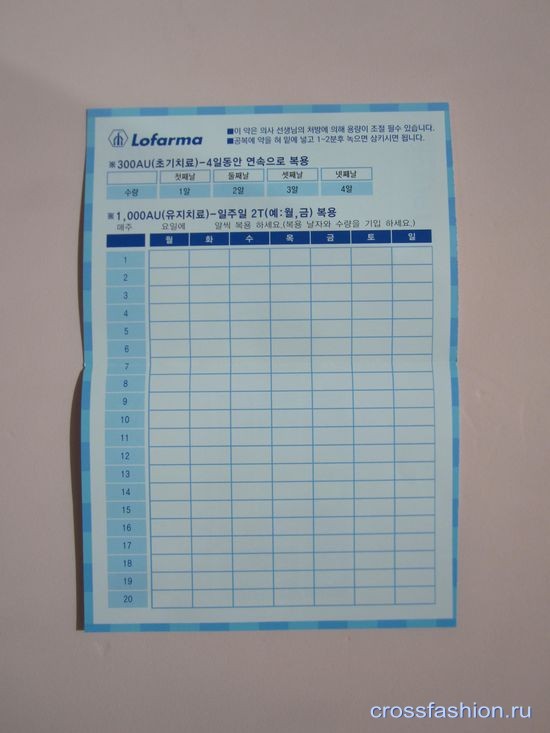 Lofarma
■이 약은 의사 선생님의 처방에 의해 용량이 조절 될수 있습니다.
■공복에 약을 혀 밑에 넣고 1~2분후 녹으면 삼키시면 됩니다.
※300AU(초기치료)-4일동안 연속으로 복용
첫째날 둘째날 셋째날 넷째날
수량 1알 2알 3알 4알
※1,000AU(유지치료)-일주일 2T(예:월,금) 복용
매주 요일에 알씩 복용 하세요.(복용 날자와 수량을 기입 하세요.)
월 화 수 목 금 토 일
1
2
3
4
5
6
7
8
9
10
11
12
13
14
15
16
17
18
19
20
crossfashion.ru